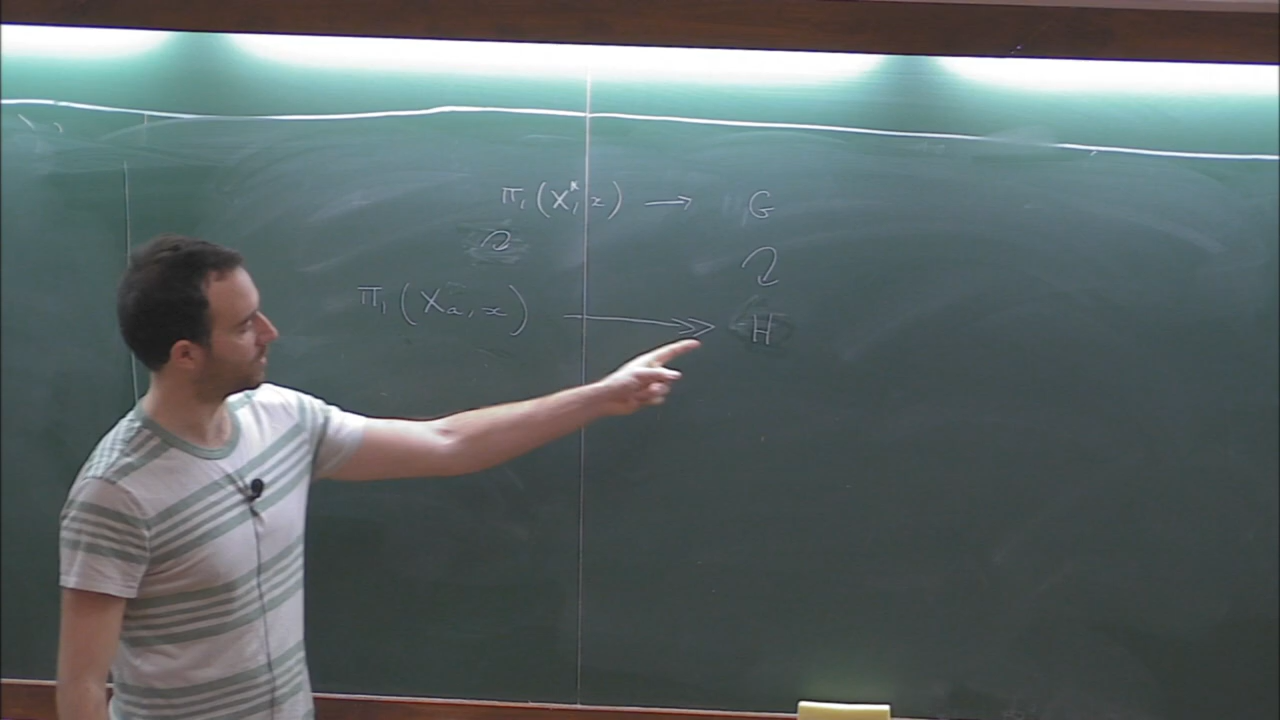 π₁(X*, x) → G
π₁(Xa, x) ↠ H